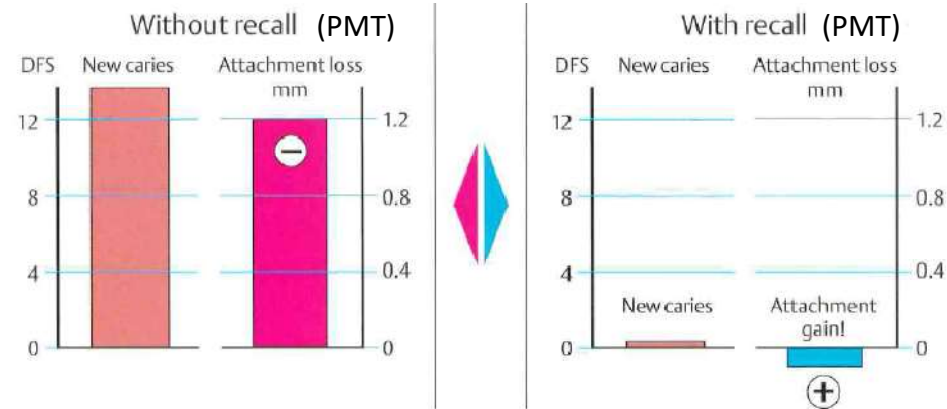 Without recall (PMT)
DFS New caries Attachment loss
mm
12 1.2
8 0.8
4 0.4
0 0
−
With recall (PMT)
DFS New caries Attachment loss
mm
12 1.2
8 0.8
4 0.4
New caries Attachment
gain!
0 0
+